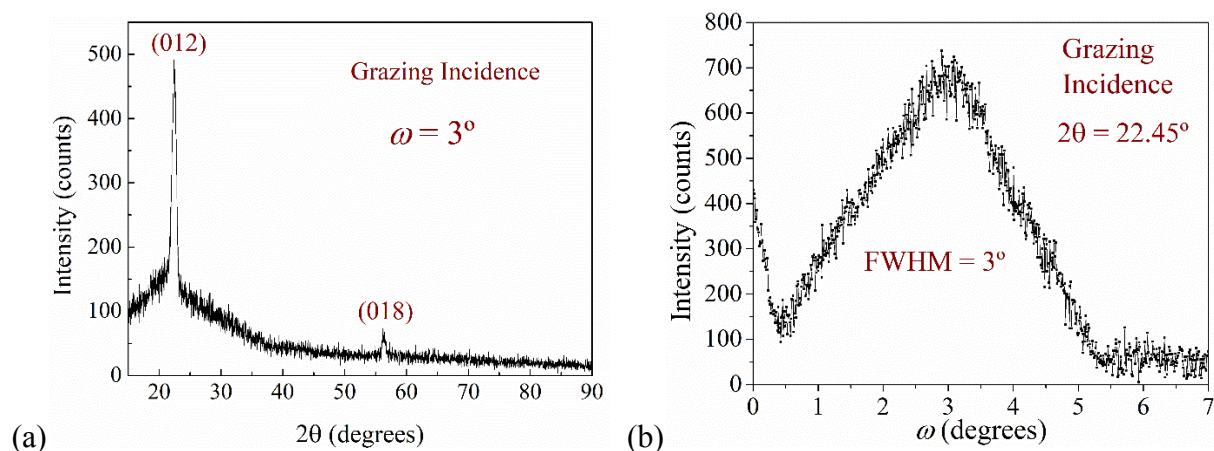 (012)
Grazing Incidence
ω = 3º
(018)
500
400
300
200
100
0
20 30 40 50 60 70 80 90
Intensity (counts)
2θ (degrees)
(a)
Grazing
Incidence
2θ = 22.45º
FWHM = 3º
800
700
600
500
400
300
200
100
0
0 1 2 3 4 5 6 7
Intensity (counts)
ω (degrees)
(b)